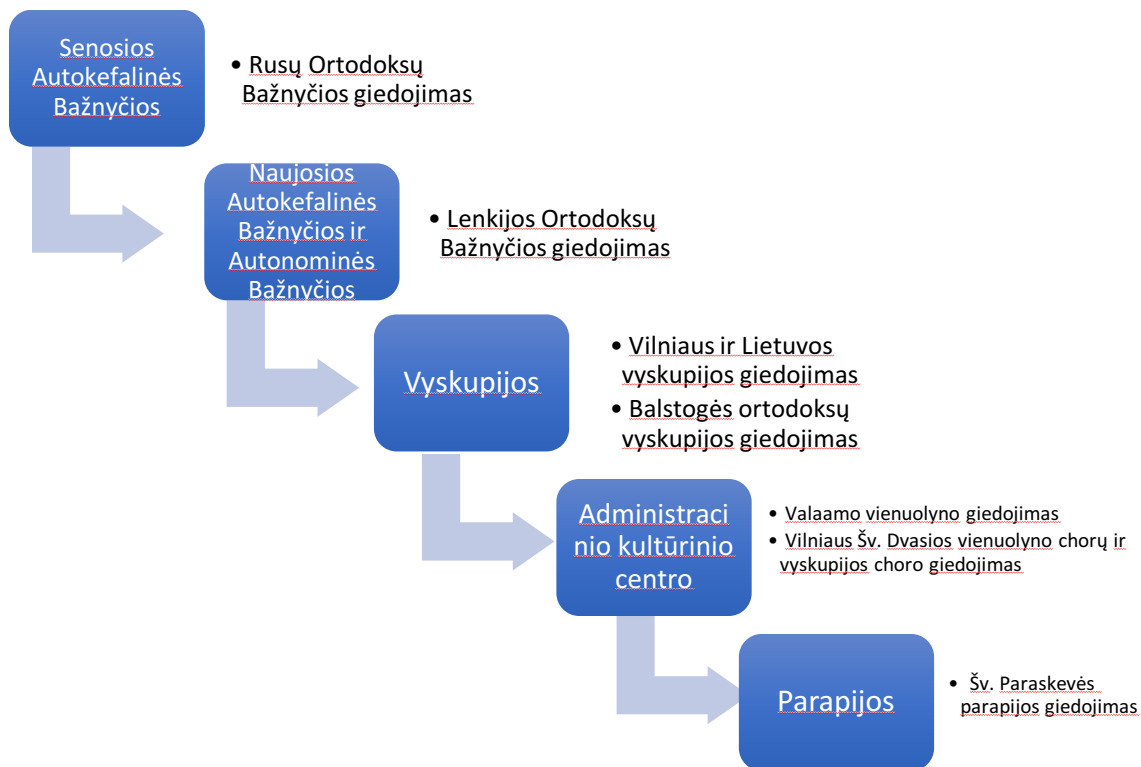 Senosios
Autokefalinės
Bažnyčios
• Rusų Ortodoksų
Bažnyčios giedojimas
Naujosios
Autokefalinės
Bažnyčios ir
Autonominės
Bažnyčios
• Lenkijos Ortodoksų
Bažnyčios giedojimas
Vyskupijos
• Vilniaus ir Lietuvos
vyskupijos giedojimas
• Balstogės ortodoksų
vyskupijos giedojimas
Administraci
nio kultūrinio
centro
• Valaamo vienuolyno giedojimas
• Vilniaus Šv. Dvasios vienuolyno chorų ir
vyskupijos choro giedojimas
Parapijos
• Šv. Paraskevės
parapijos giedojimas